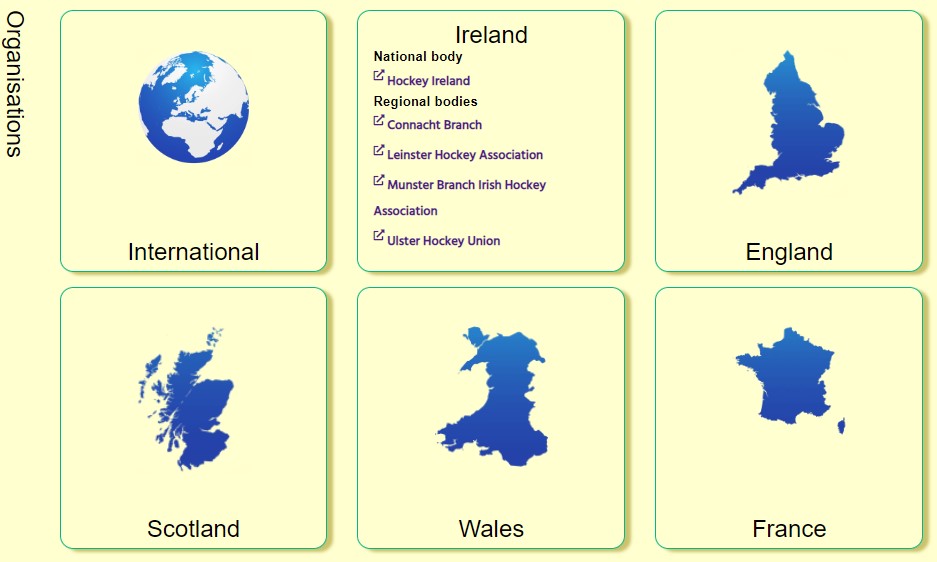 Organisations
International
Ireland
National body
Hockey Ireland
Regional bodies
Connacht Branch
Leinster Hockey Association
Munster Branch Irish Hockey
Association
Ulster Hockey Union
England
Scotland
Wales
France